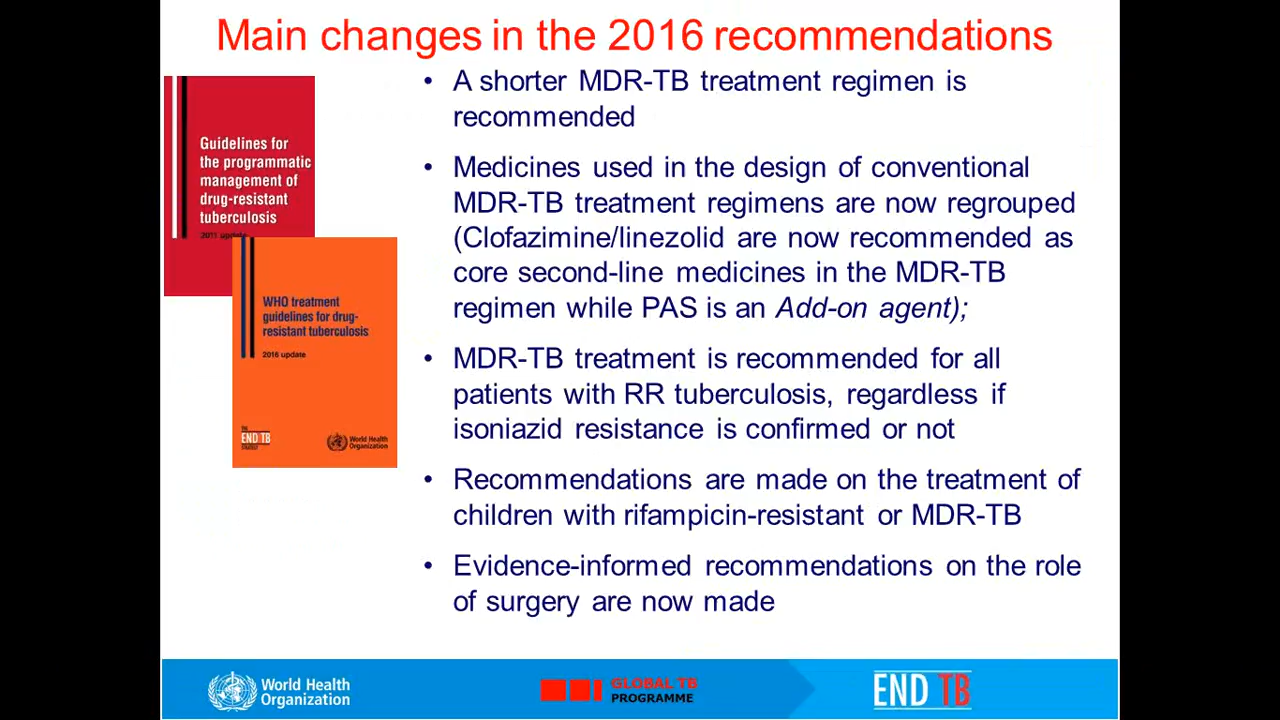 Main changes in the 2016 recommendations
Guidelines for
the programmatic
management of
drug-resistant
tuberculosis
2011 update
WHO treatment
guidelines for drug-
resistant tuberculosis
2016 update
THE
END TB
STRATEGY
World Health
Organization
• A shorter MDR-TB treatment regimen is
recommended
• Medicines used in the design of conventional
MDR-TB treatment regimens are now regrouped
(Clofazimine/linezolid are now recommended as
core second-line medicines in the MDR-TB
regimen while PAS is an Add-on agent);
• MDR-TB treatment is recommended for all
patients with RR tuberculosis, regardless if
isoniazid resistance is confirmed or not
• Recommendations are made on the treatment of
children with rifampicin-resistant or MDR-TB
• Evidence-informed recommendations on the role
of surgery are now made
World Health
Organization
GLOBAL TB
PROGRAMME
END TB